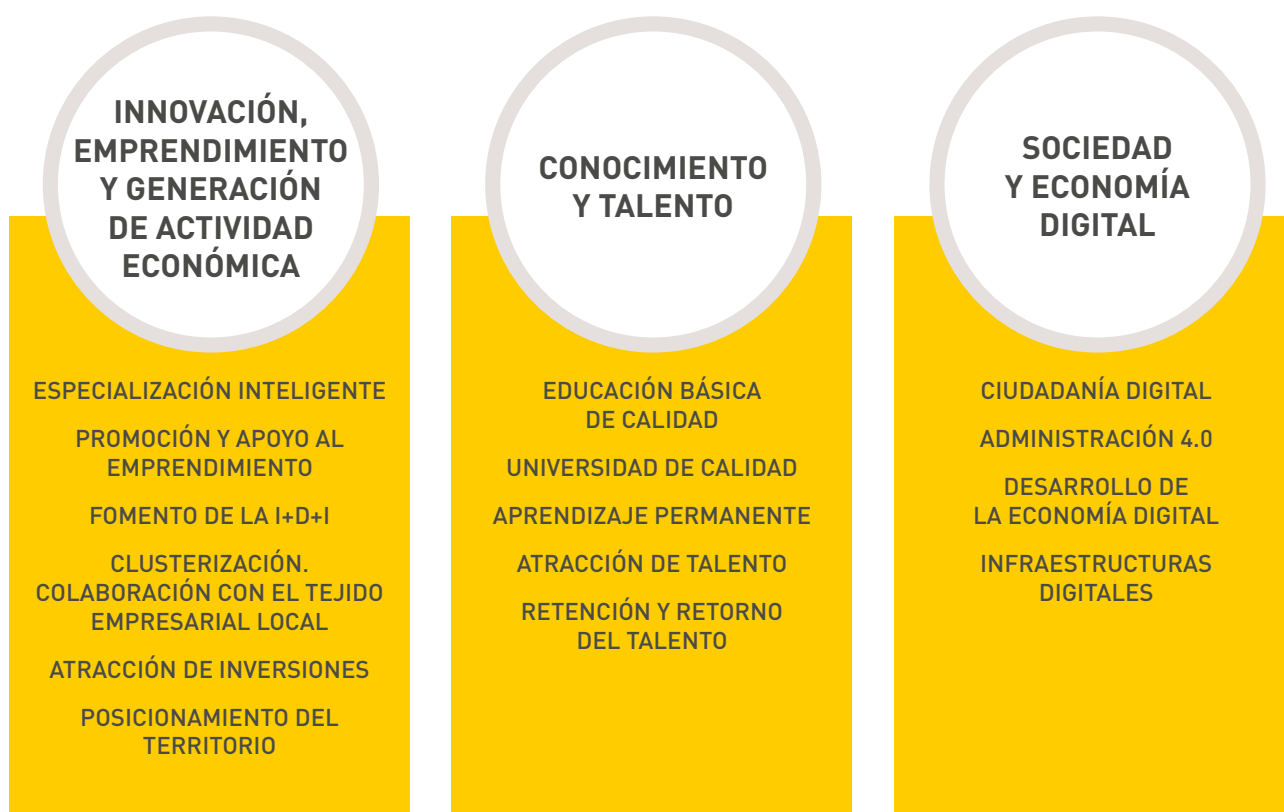 INNOVACIÓN,
EMPRENDIMIENTO
Y GENERACIÓN
DE ACTIVIDAD
ECONÓMICA
ESPECIALIZACIÓN INTELIGENTE
PROMOCIÓN Y APOYO AL
EMPRENDIMIENTO
FOMENTO DE LA I+D+I
CLUSTERIZACIÓN.
COLABORACIÓN CON EL TEJIDO
EMPRESARIAL LOCAL
ATRACCIÓN DE INVERSIONES
POSICIONAMIENTO DEL
TERRITORIO
CONOCIMIENTO
Y TALENTO
EDUCACIÓN BÁSICA
DE CALIDAD
UNIVERSIDAD DE CALIDAD
APRENDIZAJE PERMANENTE
ATRACCIÓN DE TALENTO
RETENCIÓN Y RETORNO
DEL TALENTO
SOCIEDAD
Y ECONOMÍA
DIGITAL
CIUDADANÍA DIGITAL
ADMINISTRACIÓN 4.0
DESARROLLO DE
LA ECONOMÍA DIGITAL
INFRAESTRUCTURAS
DIGITALES